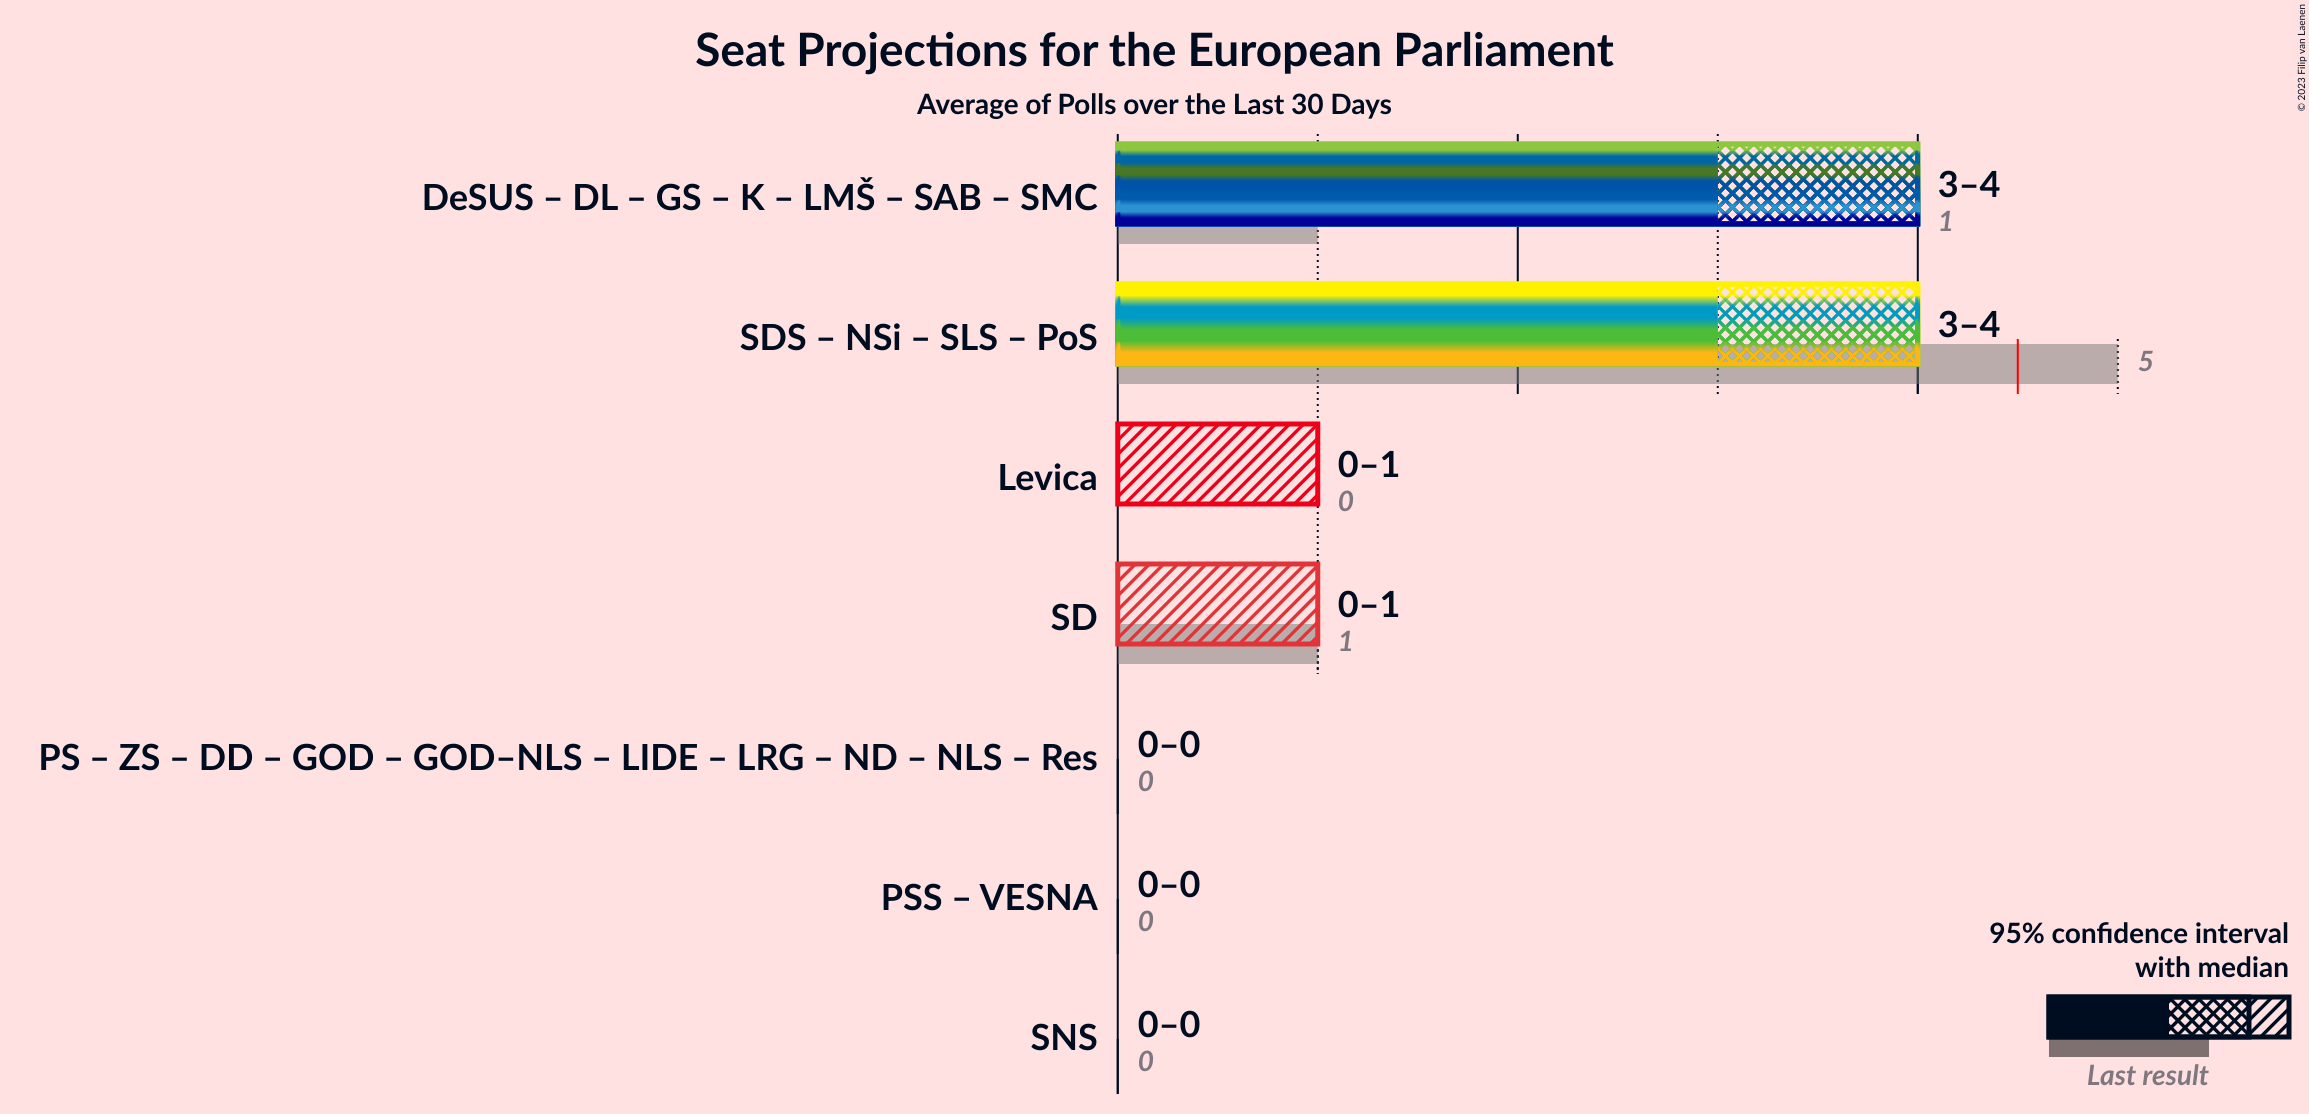 Seat Projections for the European Parliament
Average of Polls over the Last 30 Days
© 2023 Filip van Laenen
DeSUS – DL – GS – K – LMŠ – SAB – SMC
3–4
1
SDS – NSi – SLS – PoS
3–4
5
Levica
0–1
0
SD
0–1
1
PS – ZS – DD – GOD – GOD–NLS – LIDE – LRG – ND – NLS – Res
0–0
0
PSS – VESNA
0–0
0
SNS
0–0
0
95% confidence interval
with median
Last result